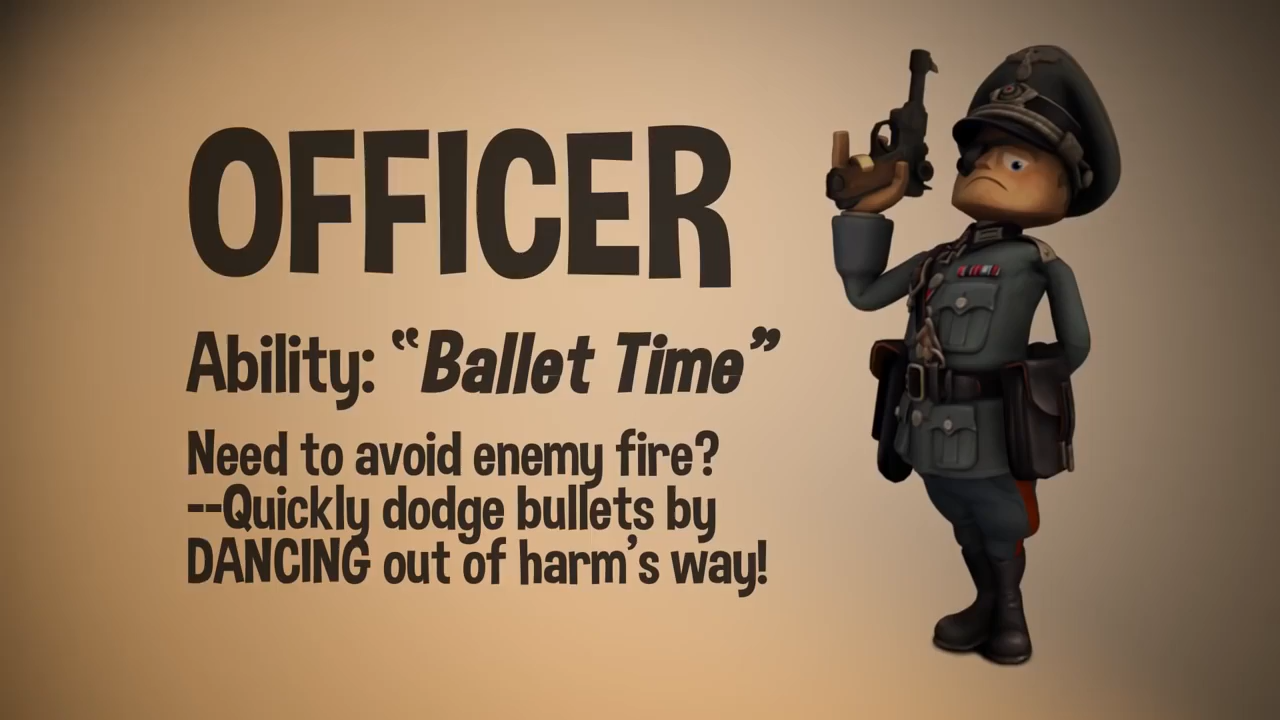 OFFICER
Ability: “Ballet Time”
Need to avoid enemy fire?
--Quickly dodge bullets by
DANCING out of harm’s way!